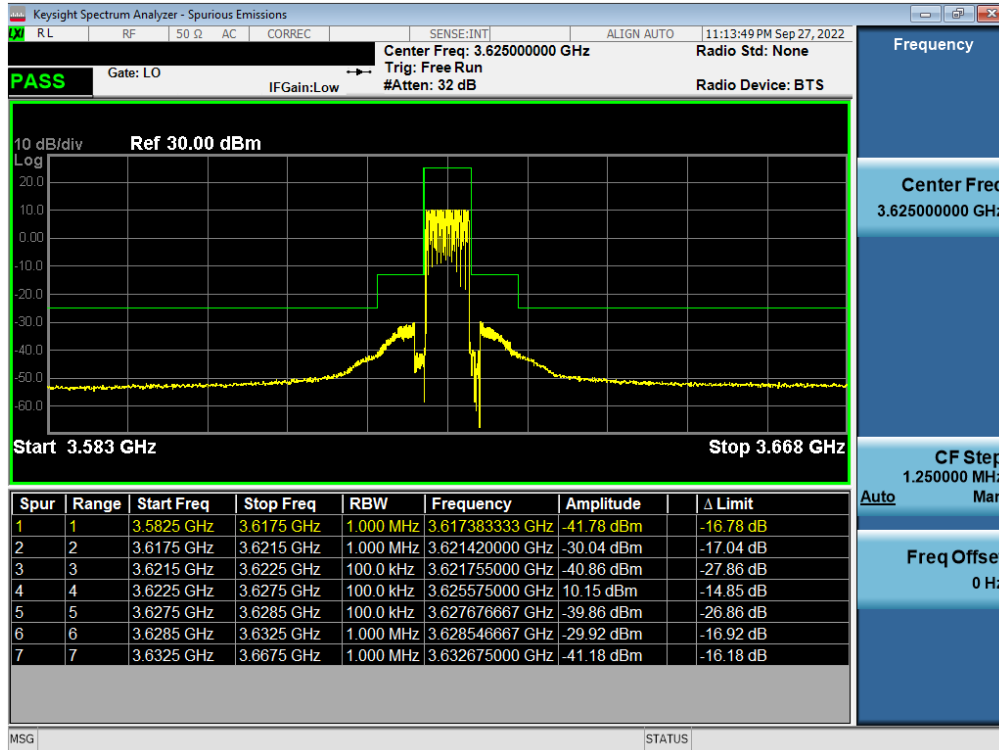 Keysight Spectrum Analyzer - Spurious Emissions
LXI RL RF 50 Ω AC CORREC SENSE:INT ALIGN AUTO 11:13:49 PM Sep 27, 2022
Center Freq: 3.625000000 GHz Radio Std: None
Trig: Free Run
PASS Gate: LO IFGain:Low #Atten: 32 dB Radio Device: BTS
Frequency
10 dB/div Ref 30.00 dBm
Log
20.0
10.0
0.00
-10.0
-20.0
-30.0
-40.0
-50.0
-60.0
Start 3.583 GHz Stop 3.668 GHz
Center Freq
3.625000000 GHz
CF Step
1.250000 MHz
Auto Man
Freq Offset
0 Hz
Spur Range Start Freq Stop Freq RBW Frequency Amplitude Δ Limit
1 1 3.5825 GHz 3.6175 GHz 1.000 MHz 3.617383333 GHz -41.78 dBm -16.78 dB
2 2 3.6175 GHz 3.6215 GHz 1.000 MHz 3.621420000 GHz -30.04 dBm -17.04 dB
3 3 3.6215 GHz 3.6225 GHz 100.0 kHz 3.621755000 GHz -40.86 dBm -27.86 dB
4 4 3.6225 GHz 3.6275 GHz 100.0 kHz 3.625575000 GHz 10.15 dBm -14.85 dB
5 5 3.6275 GHz 3.6285 GHz 100.0 kHz 3.627676667 GHz -39.86 dBm -26.86 dB
6 6 3.6285 GHz 3.6325 GHz 1.000 MHz 3.628546667 GHz -29.92 dBm -16.92 dB
7 7 3.6325 GHz 3.6675 GHz 1.000 MHz 3.632675000 GHz -41.18 dBm -16.18 dB
MSG STATUS